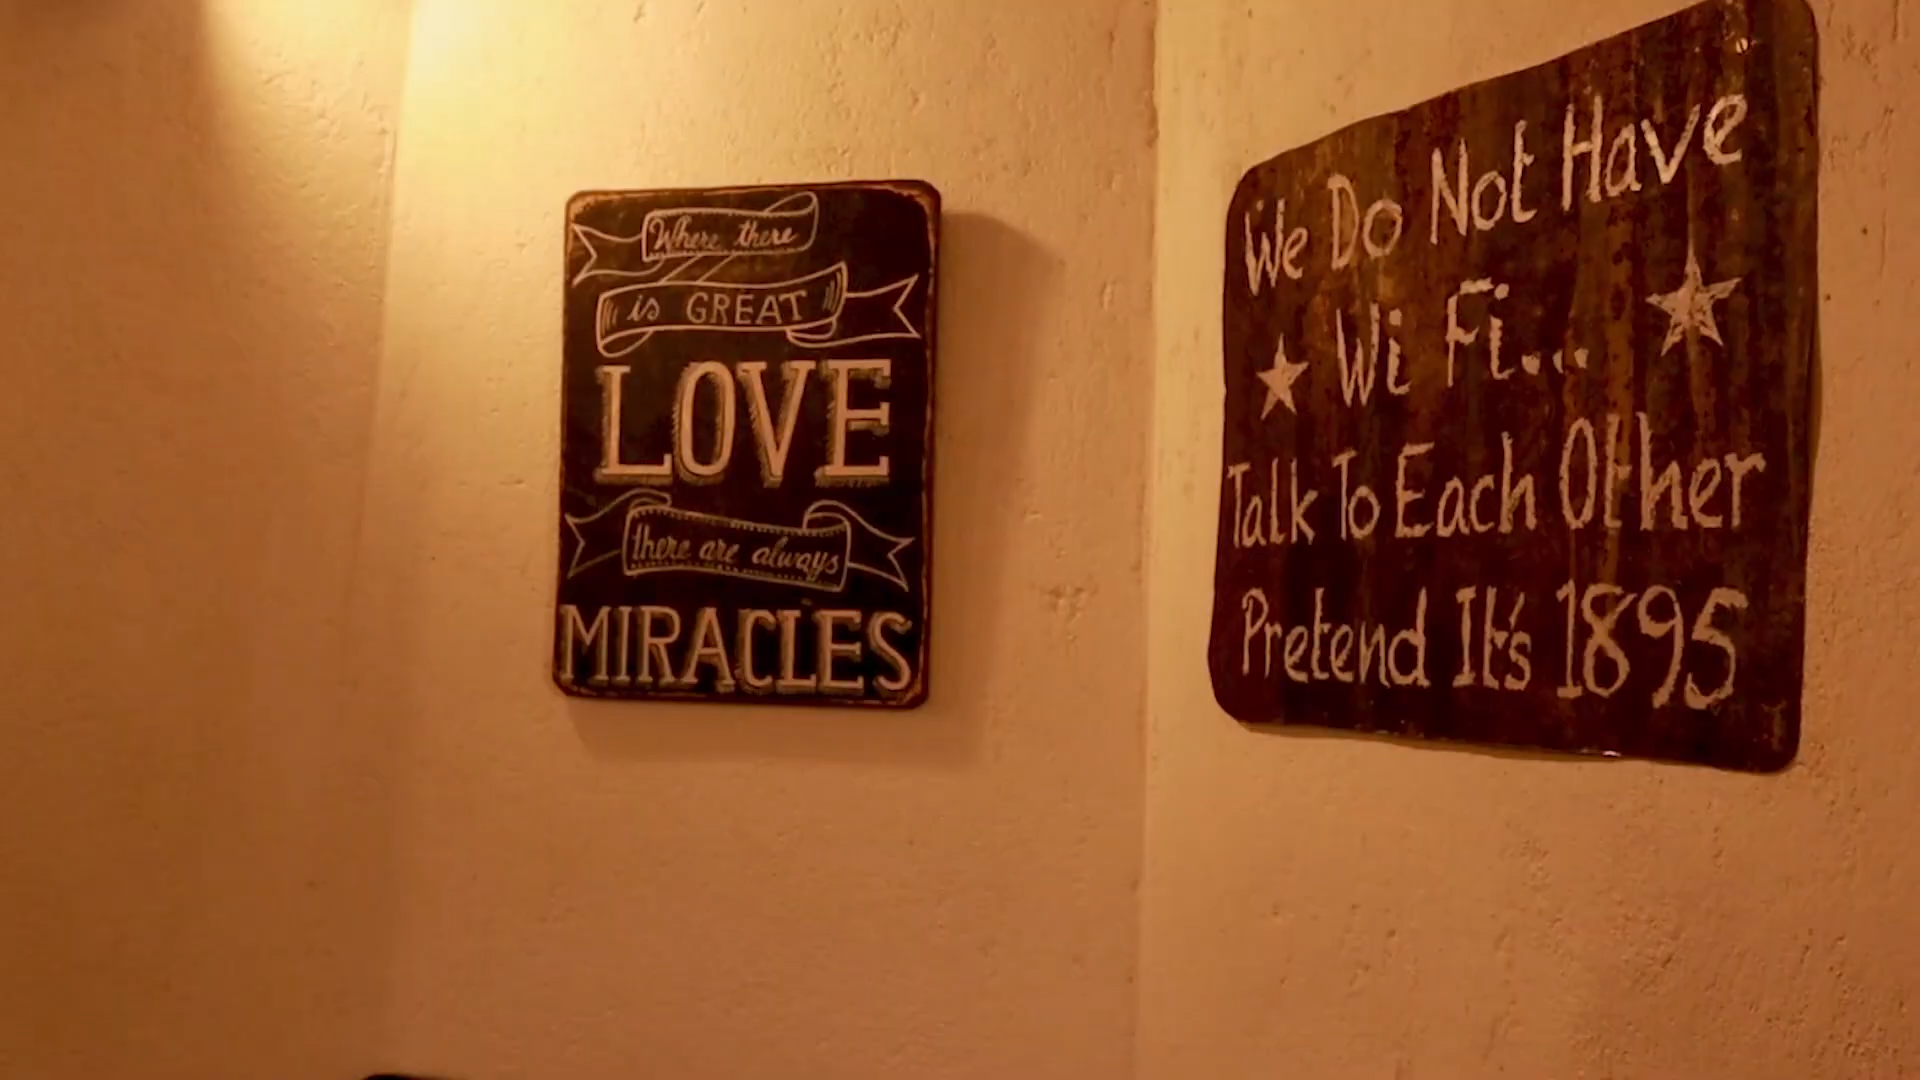 Where there
is GREAT
LOVE
there are always
MIRACLES
We Do Not Have
Wi Fi...
Talk To Each Other
Pretend It's 1895